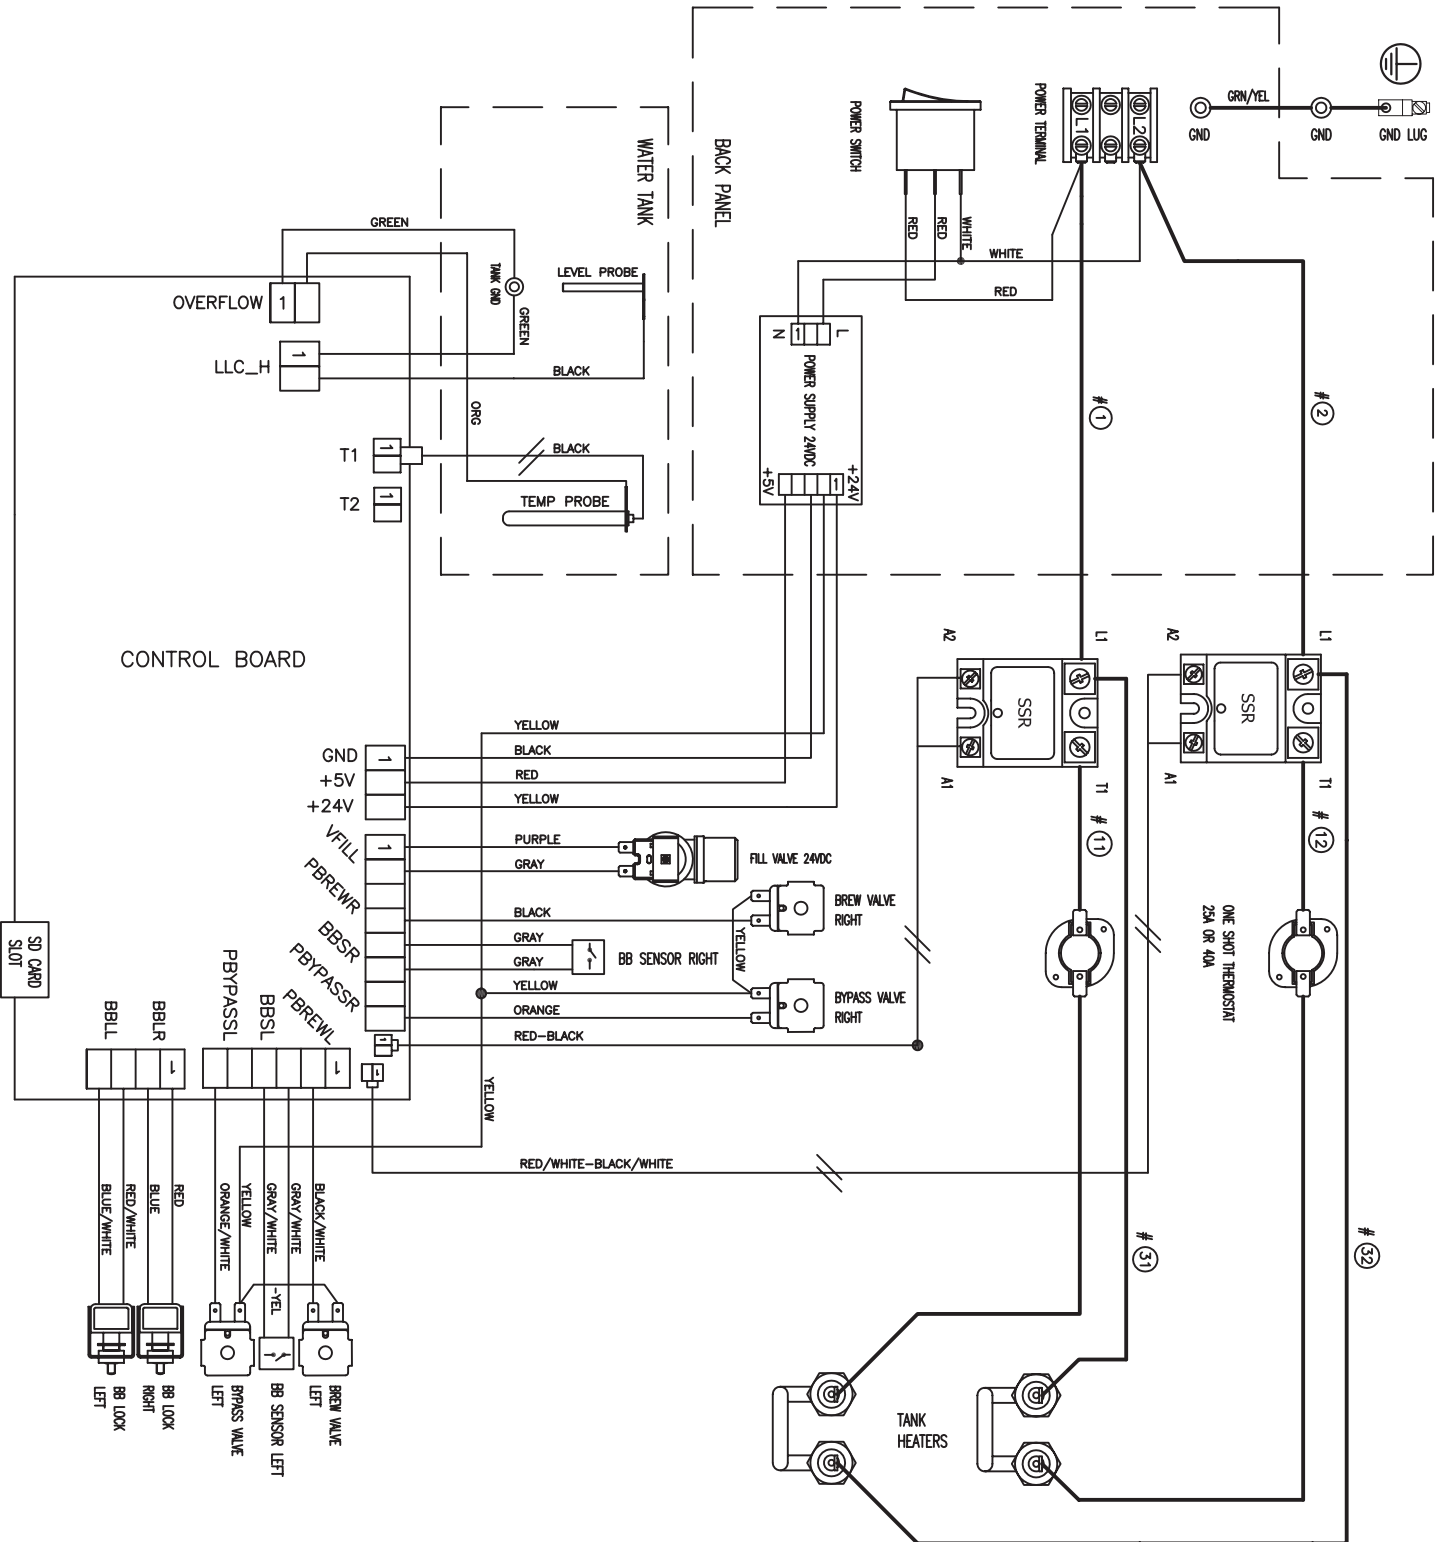 GRN/YEL
GND
GND
GND LUG
POWER TERMINAL
L1
L2
POWER SWITCH
BACK PANEL
WATER TANK
RED
RED
WHITE
WHITE
RED
GREEN
TANK GND
LEVEL PROBE
GREEN
OVERFLOW
1
LLC_H
1
BLACK
ORG
N
1
L
POWER SUPPLY 24VDC
+5V
1
+24V
#1
#2
T1
1
BLACK
T2
1
TEMP PROBE
CONTROL BOARD
A2
L1
SSR
A1
T1
A2
L1
SSR
A1
T1
#11
#12
GND
1
+5V
+24V
YELLOW
BLACK
RED
YELLOW
VFILL
1
PBREWR
BBSR
PBYPASSR
PURPLE
GRAY
FILL VALVE 24VDC
BLACK
BREW VALVE
RIGHT
YELLOW
GRAY
GRAY
BB SENSOR RIGHT
YELLOW
ORANGE
BYPASS VALVE
RIGHT
RED-BLACK
1
1
ONE SHOT THERMOSTAT
25A OR 40A
SD CARD
SLOT
BBLL
BBLR
1
PBYPASSL
BBSL
PBREWL
1
YELLOW
RED/WHITE-BLACK/WHITE
BLUE/WHITE
RED/WHITE
BLUE
RED
ORANGE/WHITE
YELLOW
GRAY/WHITE
GRAY/WHITE
BLACK/WHITE
-YEL
BB LOCK
LEFT
BB LOCK
RIGHT
BYPASS VALVE
LEFT
BB SENSOR LEFT
BREW VALVE
LEFT
#31
#32
TANK
HEATERS